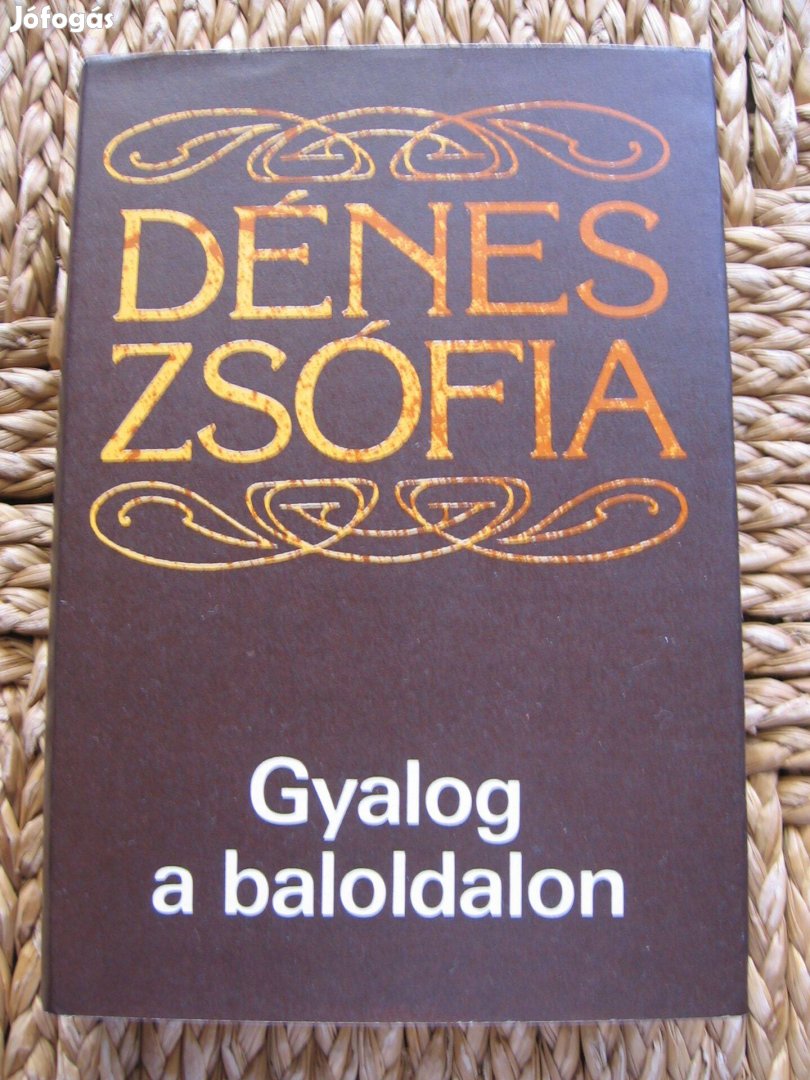 Jófogás
DÉNES
ZSÓFIA
Gyalog
a baloldalon